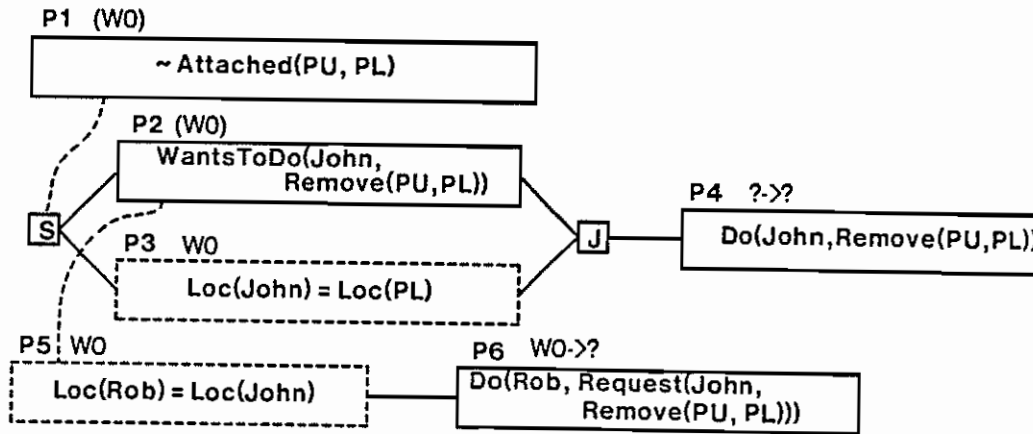 P1 (W0)
~ Attached(PU, PL)
P2 (W0)
WantsToDo(John,
Remove(PU,PL))
S
P3 W0
Loc(John) = Loc(PL)
J
P4 ?->?
Do(John,Remove(PU,PL))
P5 W0
Loc(Rob) = Loc(John)
P6 W0->?
Do(Rob, Request(John,
Remove(PU, PL)))